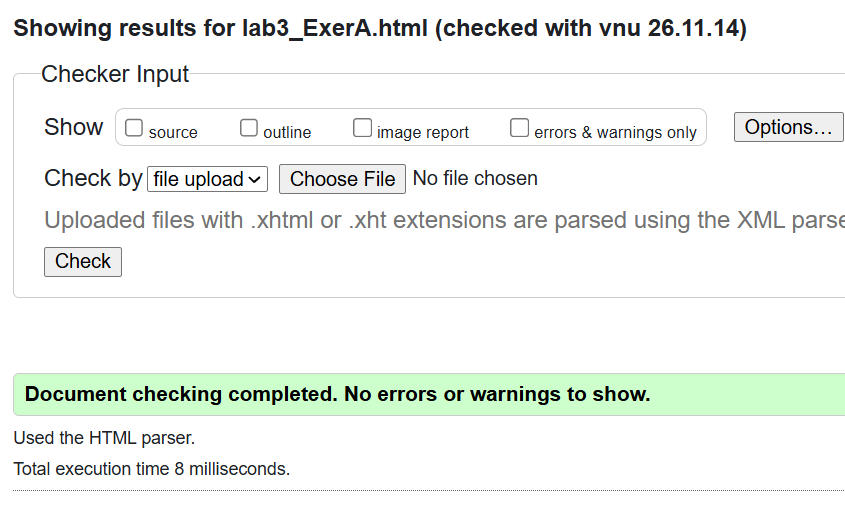 Showing results for lab3_ExerA.html (checked with vnu 26.11.14)
Checker Input
Show source outline image report errors & warnings only Options...
Check by file upload Choose File No file chosen
Uploaded files with .xhtml or .xht extensions are parsed using the XML parse
Check
Document checking completed. No errors or warnings to show.
Used the HTML parser.
Total execution time 8 milliseconds.